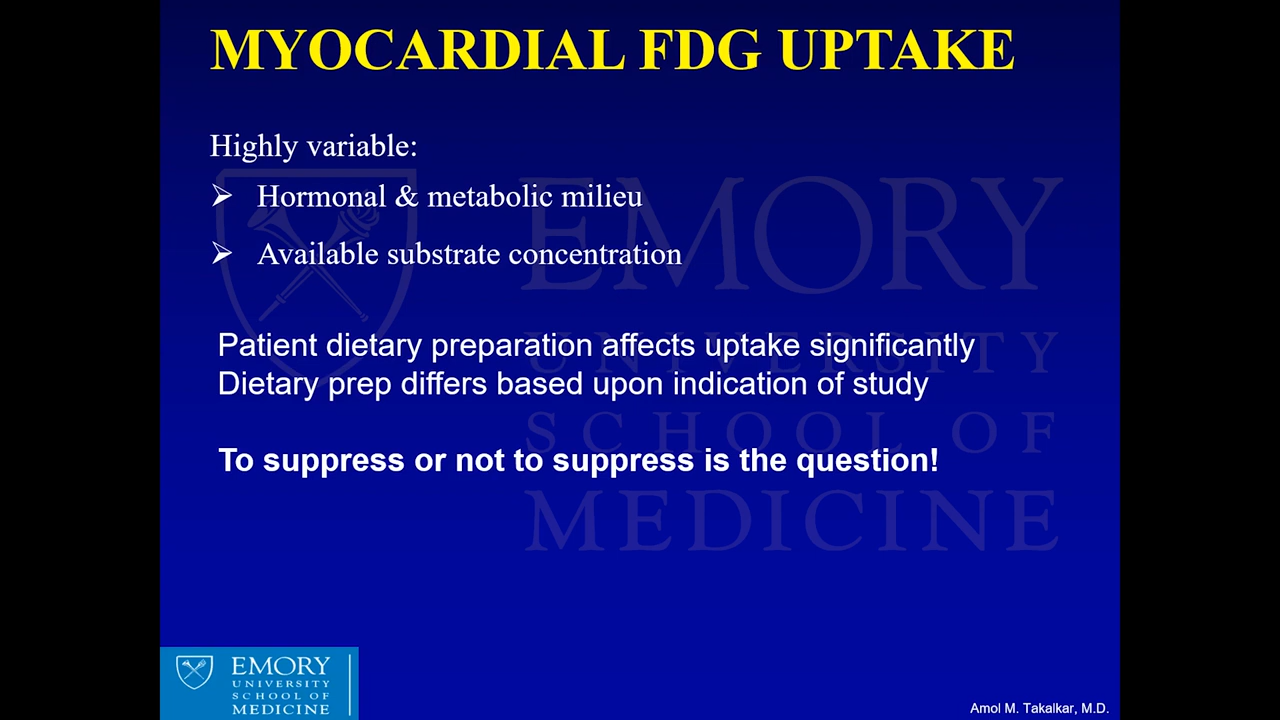 MYOCARDIAL FDG UPTAKE
Highly variable:
➢ Hormonal & metabolic milieu
➢ Available substrate concentration
Patient dietary preparation affects uptake significantly
Dietary prep differs based upon indication of study
To suppress or not to suppress is the question!
EMORY
UNIVERSITY
SCHOOL OF
MEDICINE
EMORY
UNIVERSITY
SCHOOL OF
MEDICINE
Amol M. Takalkar, M.D.